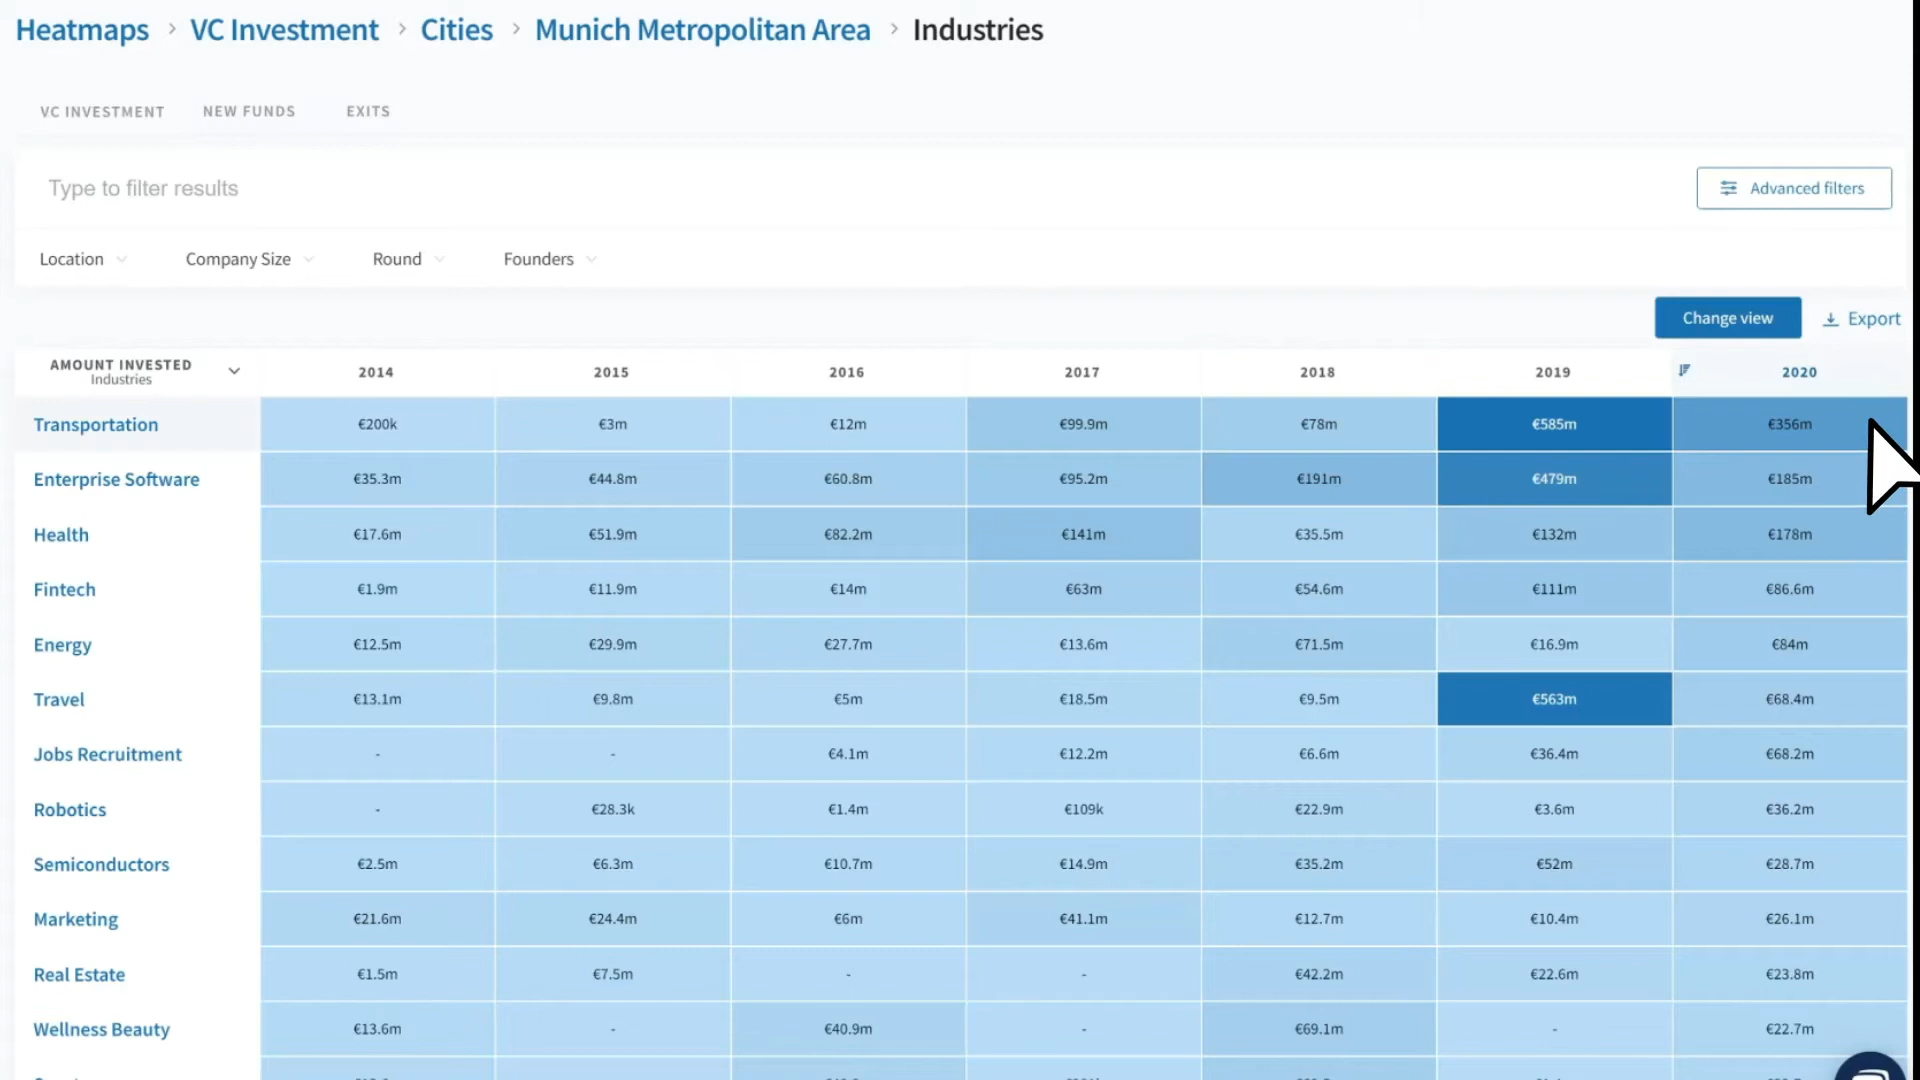 Heatmaps > VC Investment > Cities > Munich Metropolitan Area > Industries
VC INVESTMENT NEW FUNDS EXITS
Type to filter results
Advanced filters
Location Company Size Round Founders
Change view Export
AMOUNT INVESTED
Industries
2014 2015 2016 2017 2018 2019 2020
Transportation €200k €3m €12m €99.9m €78m €585m €356m
Enterprise Software €35.3m €44.8m €60.8m €95.2m €191m €479m €185m
Health €17.6m €51.9m €82.2m €141m €35.5m €132m €178m
Fintech €1.9m €11.9m €14m €63m €54.6m €111m €86.6m
Energy €12.5m €29.9m €27.7m €13.6m €71.5m €16.9m €84m
Travel €13.1m €9.8m €5m €18.5m €9.5m €563m €68.4m
Jobs Recruitment - - €4.1m €12.2m €6.6m €36.4m €68.2m
Robotics - €28.3k €1.4m €109k €22.9m €3.6m €36.2m
Semiconductors €2.5m €6.3m €10.7m €14.9m €35.2m €52m €28.7m
Marketing €21.6m €24.4m €6m €41.1m €12.7m €10.4m €26.1m
Real Estate €1.5m €7.5m - - €42.2m €22.6m €23.8m
Wellness Beauty €13.6m - €40.9m - €69.1m - €22.7m